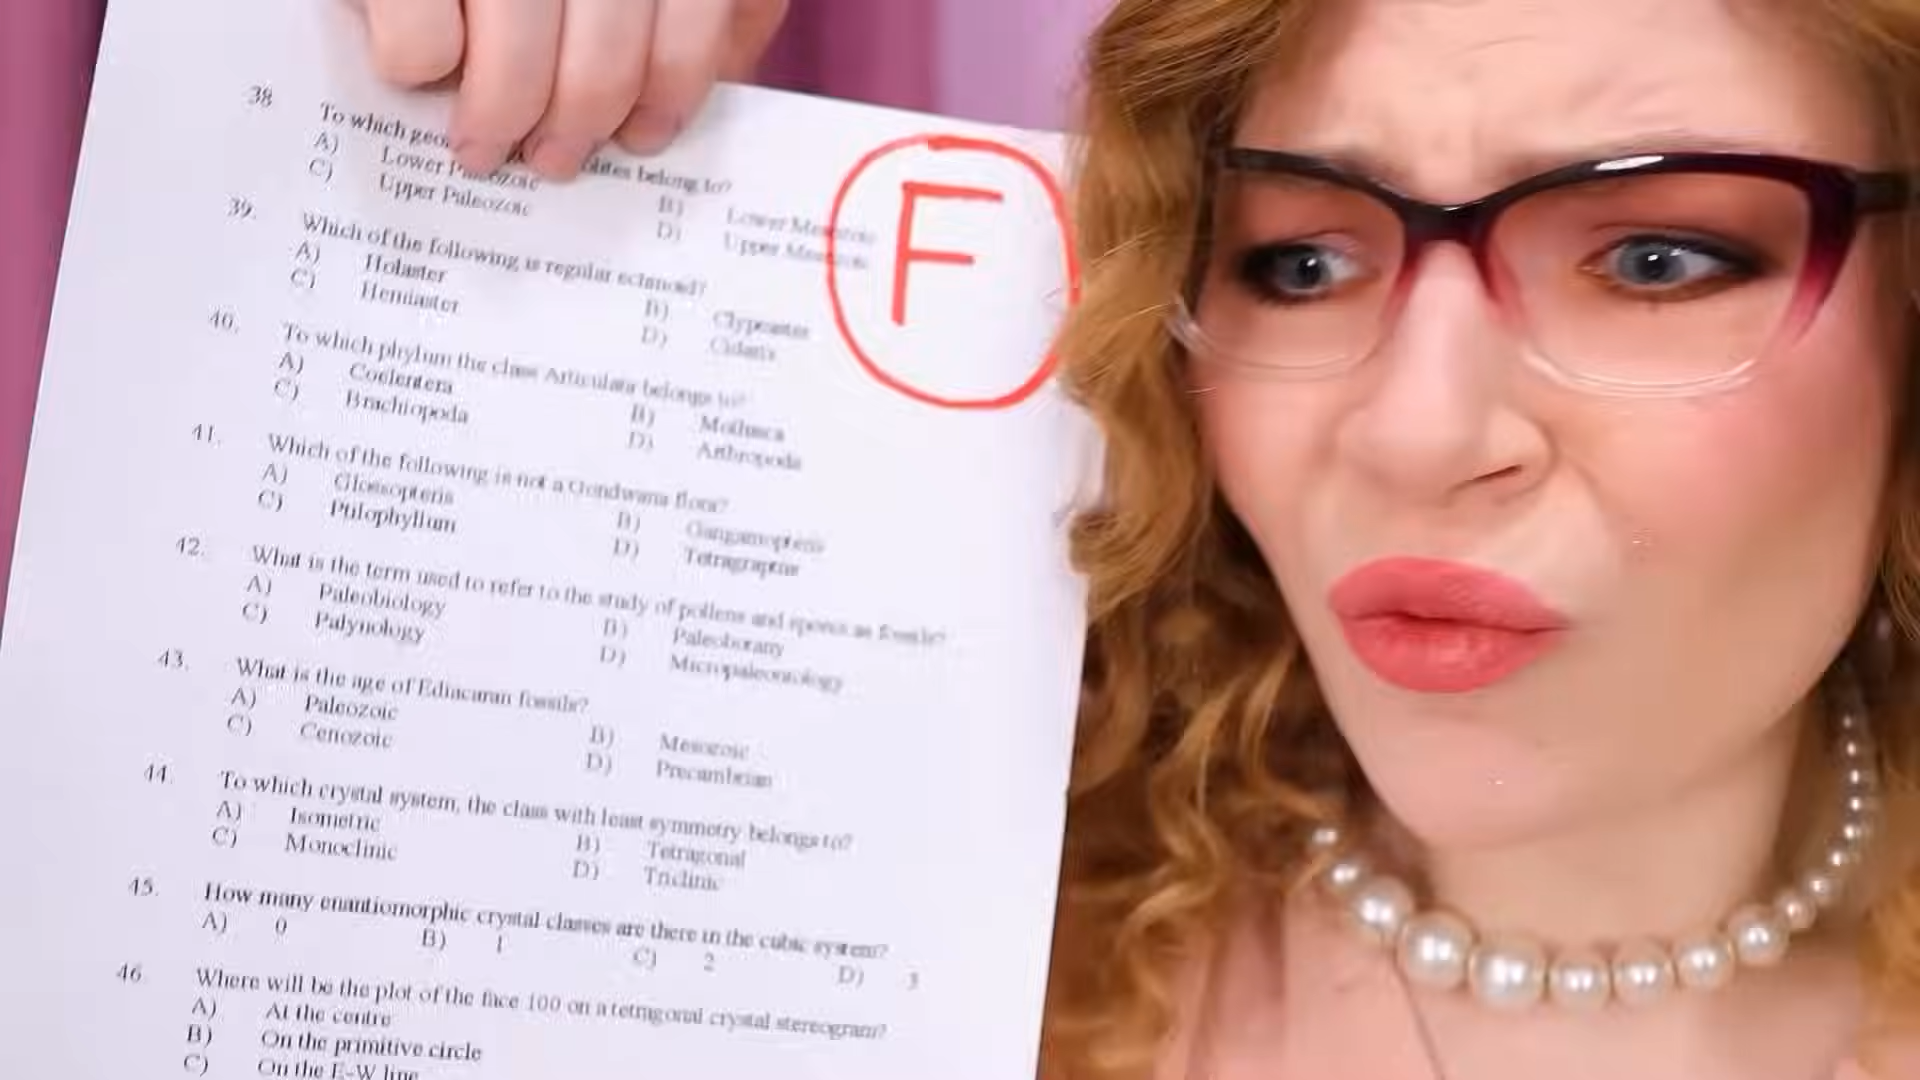 38. To which geo
A) Lower Paleozoic B) Lower Mesozoic
C) Upper Paleozoic D) Upper Mesozoic
F
39. Which of the following is regular echinoid?
A) Holaster B) Clypeaster
C) Hemiaster D) Cidaris
40. To which phylum the class Articulata belongs to?
A) Coelentera B) Mollusca
C) Brachiopoda D) Arthropoda
41. Which of the following is not a Gondwana flora?
A) Glossopteris B) Gangamopteris
C) Ptilophyllum D) Tetragraptus
42. What is the term used to refer to the study of pollens and spores as fossils?
A) Paleobiology B) Paleobotany
C) Palynology D) Micropaleontology
43. What is the age of Ediacaran fossils?
A) Paleozoic B) Mesozoic
C) Cenozoic D) Precambrian
44. To which crystal system, the class with least symmetry belongs to?
A) Isometric B) Tetragonal
C) Monoclinic D) Triclinic
45. How many enantiomorphic crystal classes are there in the cubic system?
A) 0 B) 1 C) 2 D) 3
46. Where will be the plot of the face 100 on a tetragonal crystal stereogram?
A) At the centre
B) On the primitive circle
C) On the E-W line